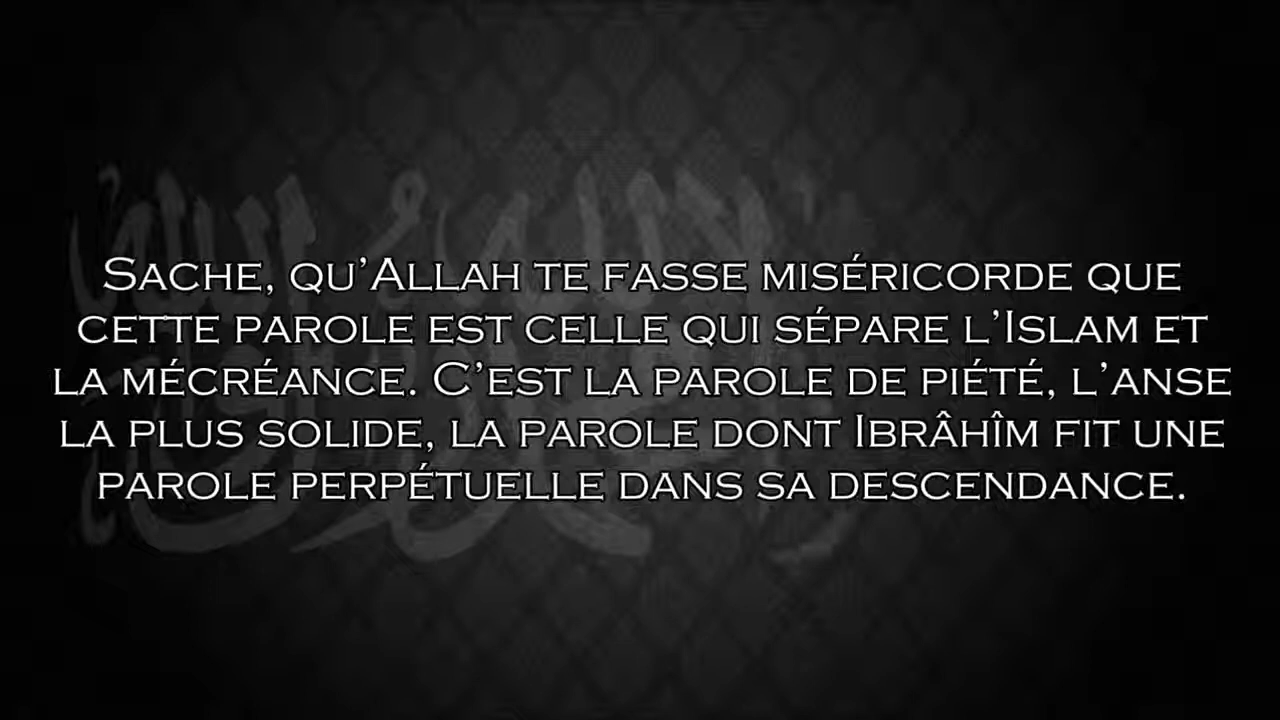 Sache, qu’Allah te fasse miséricorde que
cette parole est celle qui sépare l’Islam et
la mécréance. C’est la parole de piété, l’anse
la plus solide, la parole dont Ibrâhîm fit une
parole perpétuelle dans sa descendance.